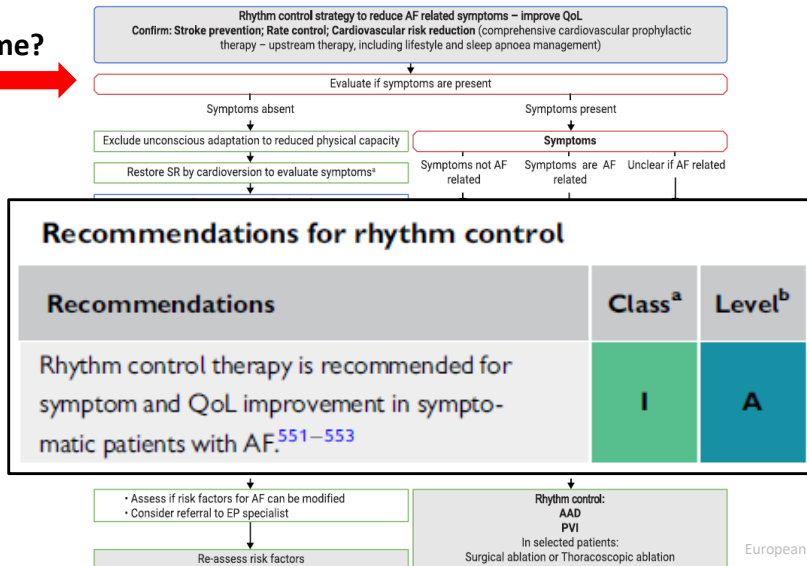 Rhythm control strategy to reduce AF related symptoms – improve QoL
Confirm: Stroke prevention; Rate control; Cardiovascular risk reduction (comprehensive cardiovascular prophylactic
therapy – upstream therapy, including lifestyle and sleep apnoea management)
me?
Evaluate if symptoms are present
Symptoms absent
Symptoms present
Exclude unconscious adaptation to reduced physical capacity
Symptoms
Restore SR by cardioversion to evaluate symptomsᵃ
Symptoms not AF
related
Symptoms are AF
related
Unclear if AF related
Recommendations for rhythm control
Recommendations Classᵃ Levelᵇ
Rhythm control therapy is recommended for
symptom and QoL improvement in sympto-
matic patients with AF.⁵⁵¹⁻⁵⁵³
I A
• Assess if risk factors for AF can be modified
• Consider referral to EP specialist
Re-assess risk factors
Rhythm control:
AAD
PVI
In selected patients:
Surgical ablation or Thoracoscopic ablation
European